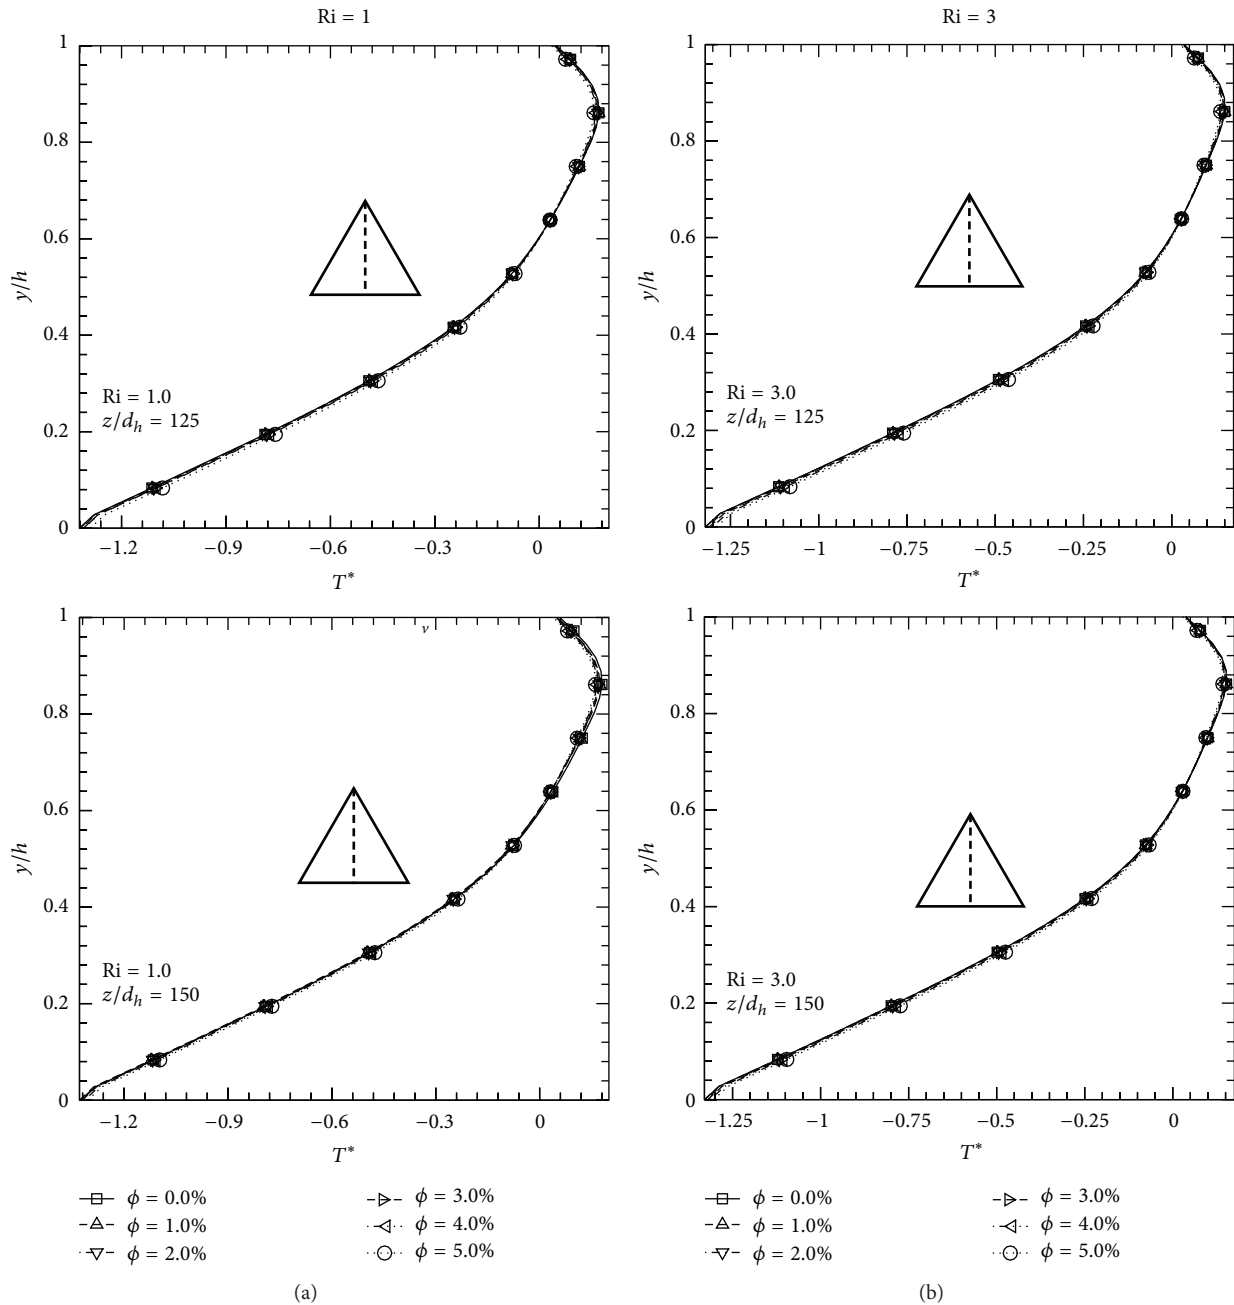 Ri = 1
Ri = 3
1
0.8
0.6
0.4
0.2
0
y/h
Ri = 1.0
z/d_h = 125
−1.2 −0.9 −0.6 −0.3 0
T*
1
0.8
0.6
0.4
0.2
0
y/h
Ri = 3.0
z/d_h = 125
−1.25 −1 −0.75 −0.5 −0.25 0
T*
1
0.8
0.6
0.4
0.2
0
y/h
v
Ri = 1.0
z/d_h = 150
−1.2 −0.9 −0.6 −0.3 0
T*
1
0.8
0.6
0.4
0.2
0
y/h
Ri = 3.0
z/d_h = 150
−1.25 −1 −0.75 −0.5 −0.25 0
T*
ϕ = 0.0% ϕ = 3.0%
ϕ = 1.0% ϕ = 4.0%
ϕ = 2.0% ϕ = 5.0%
(a)
ϕ = 0.0% ϕ = 3.0%
ϕ = 1.0% ϕ = 4.0%
ϕ = 2.0% ϕ = 5.0%
(b)